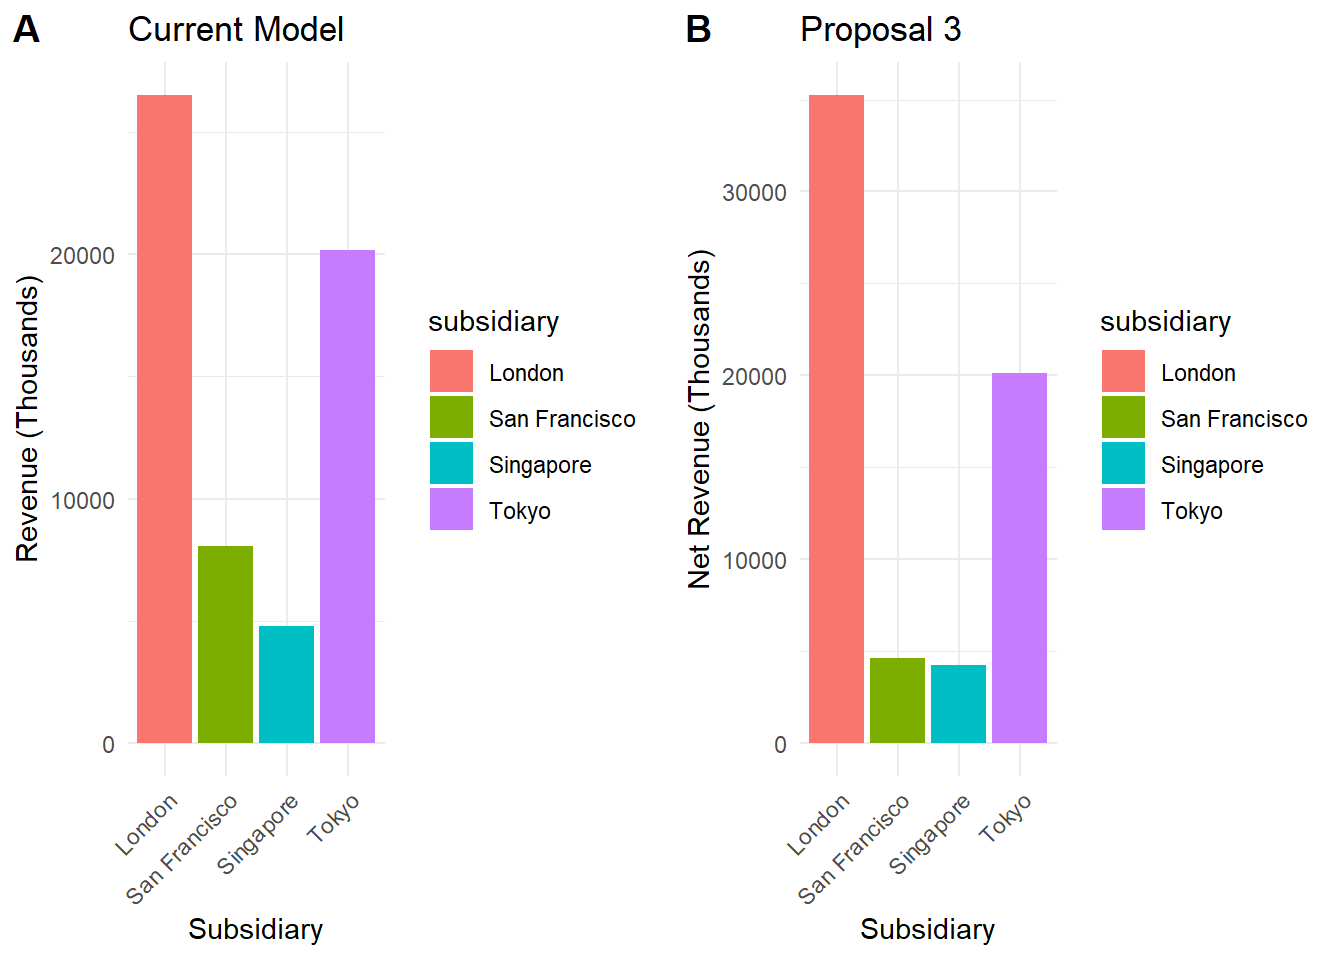 A
Current Model
Revenue (Thousands)
20000
10000
0
London
San Francisco
Singapore
Tokyo
Subsidiary
subsidiary
London
San Francisco
Singapore
Tokyo
B
Proposal 3
Net Revenue (Thousands)
30000
20000
10000
0
London
San Francisco
Singapore
Tokyo
Subsidiary
subsidiary
London
San Francisco
Singapore
Tokyo